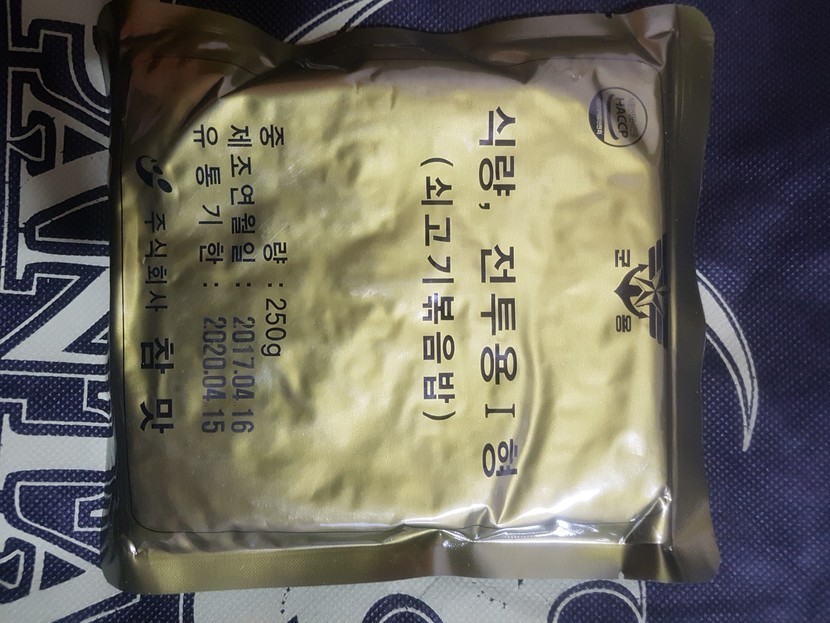 HACCP
군 용
식량, 전투용 I 형
(쇠고기볶음밥)
중 량 : 250g
제조연월일 : 2017.04.16
유 통 기 한 : 2020.04.15
주식회사 참맛